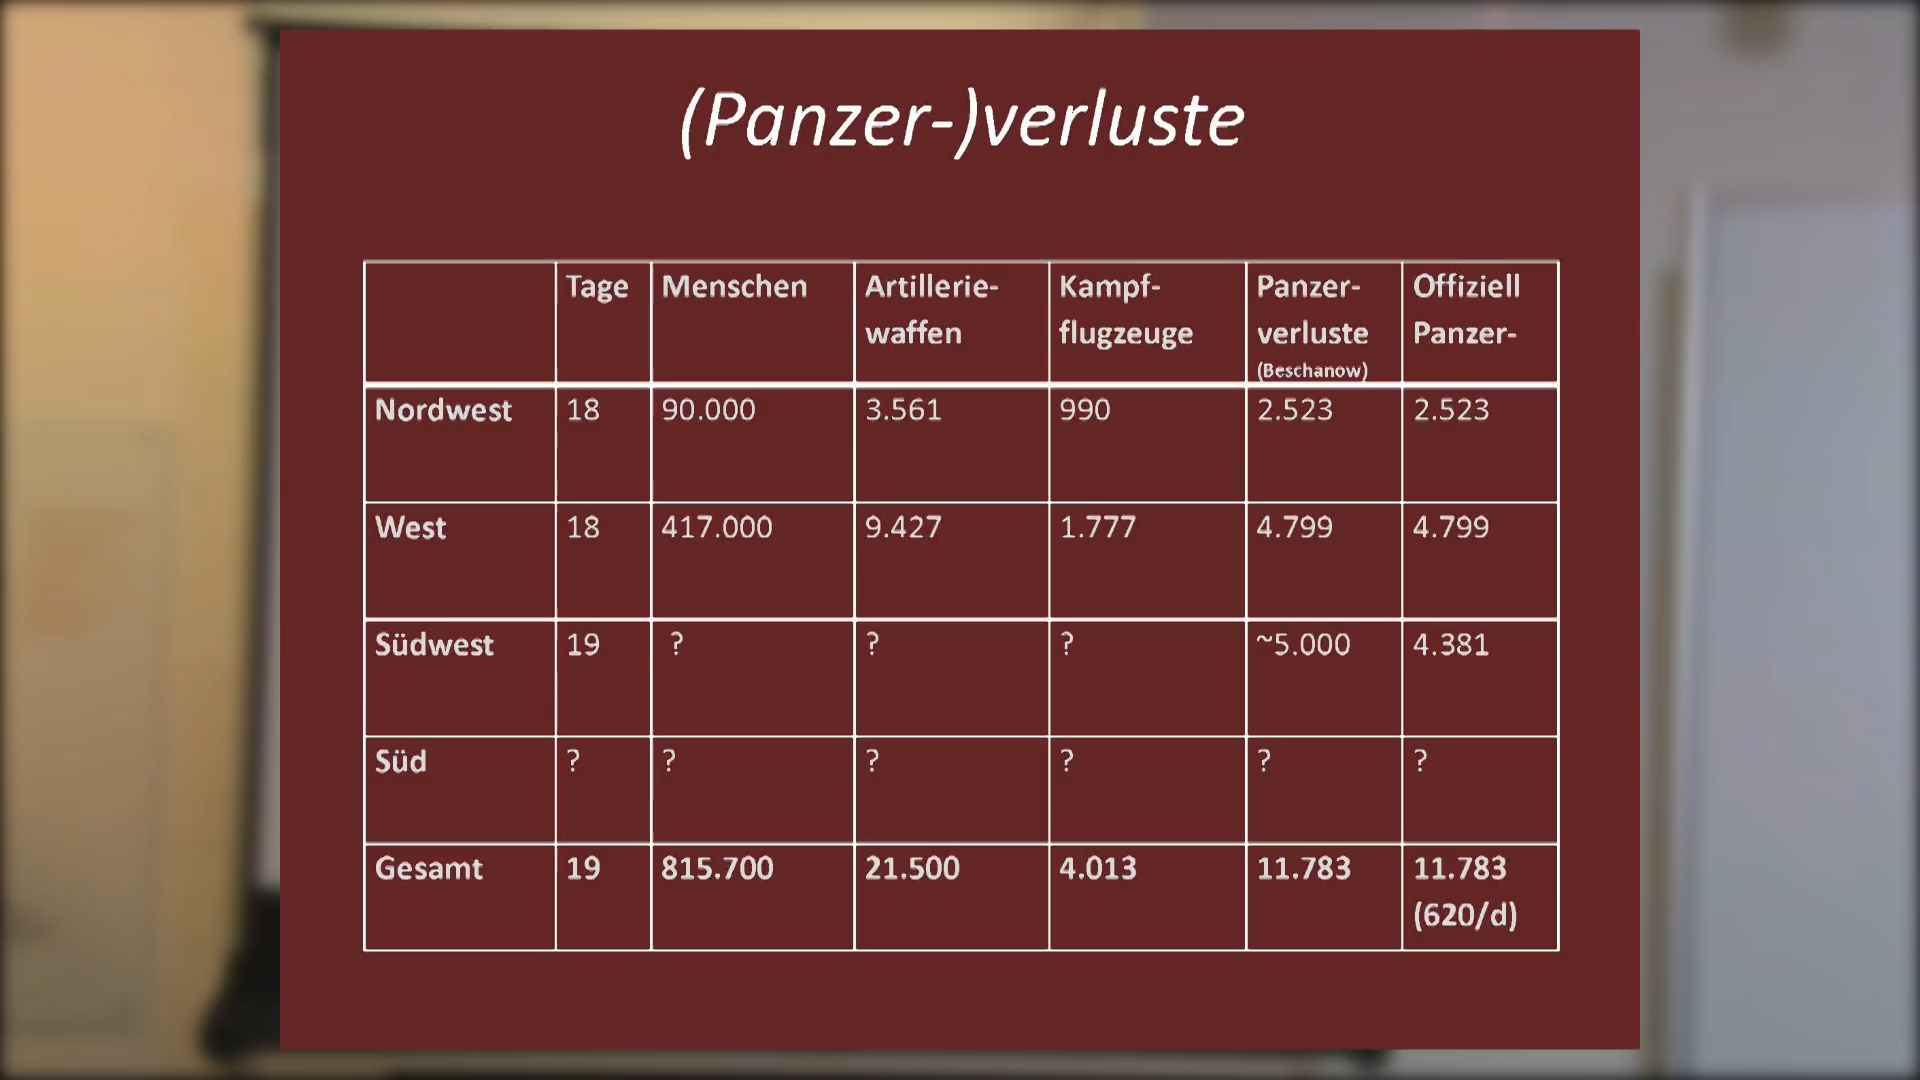 (Panzer-)verluste
Tage Menschen Artillerie- Kampf- Panzer- Offiziell
waffen flugzeuge verluste Panzer-
(Beschanow)
Nordwest 18 90.000 3.561 990 2.523 2.523
West 18 417.000 9.427 1.777 4.799 4.799
Südwest 19 ? ? ? ~5.000 4.381
Süd ? ? ? ? ? ?
Gesamt 19 815.700 21.500 4.013 11.783 11.783
(620/d)